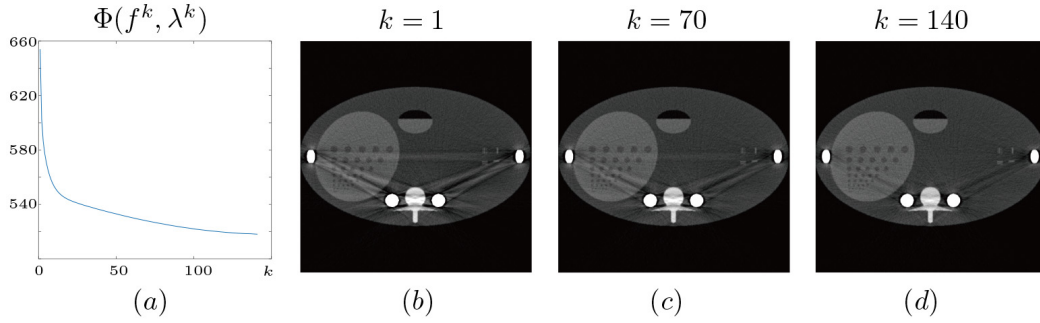 Φ(f^k, λ^k) k = 1 k = 70 k = 140
660
620
580
540
0 50 100 k
(a) (b) (c) (d)